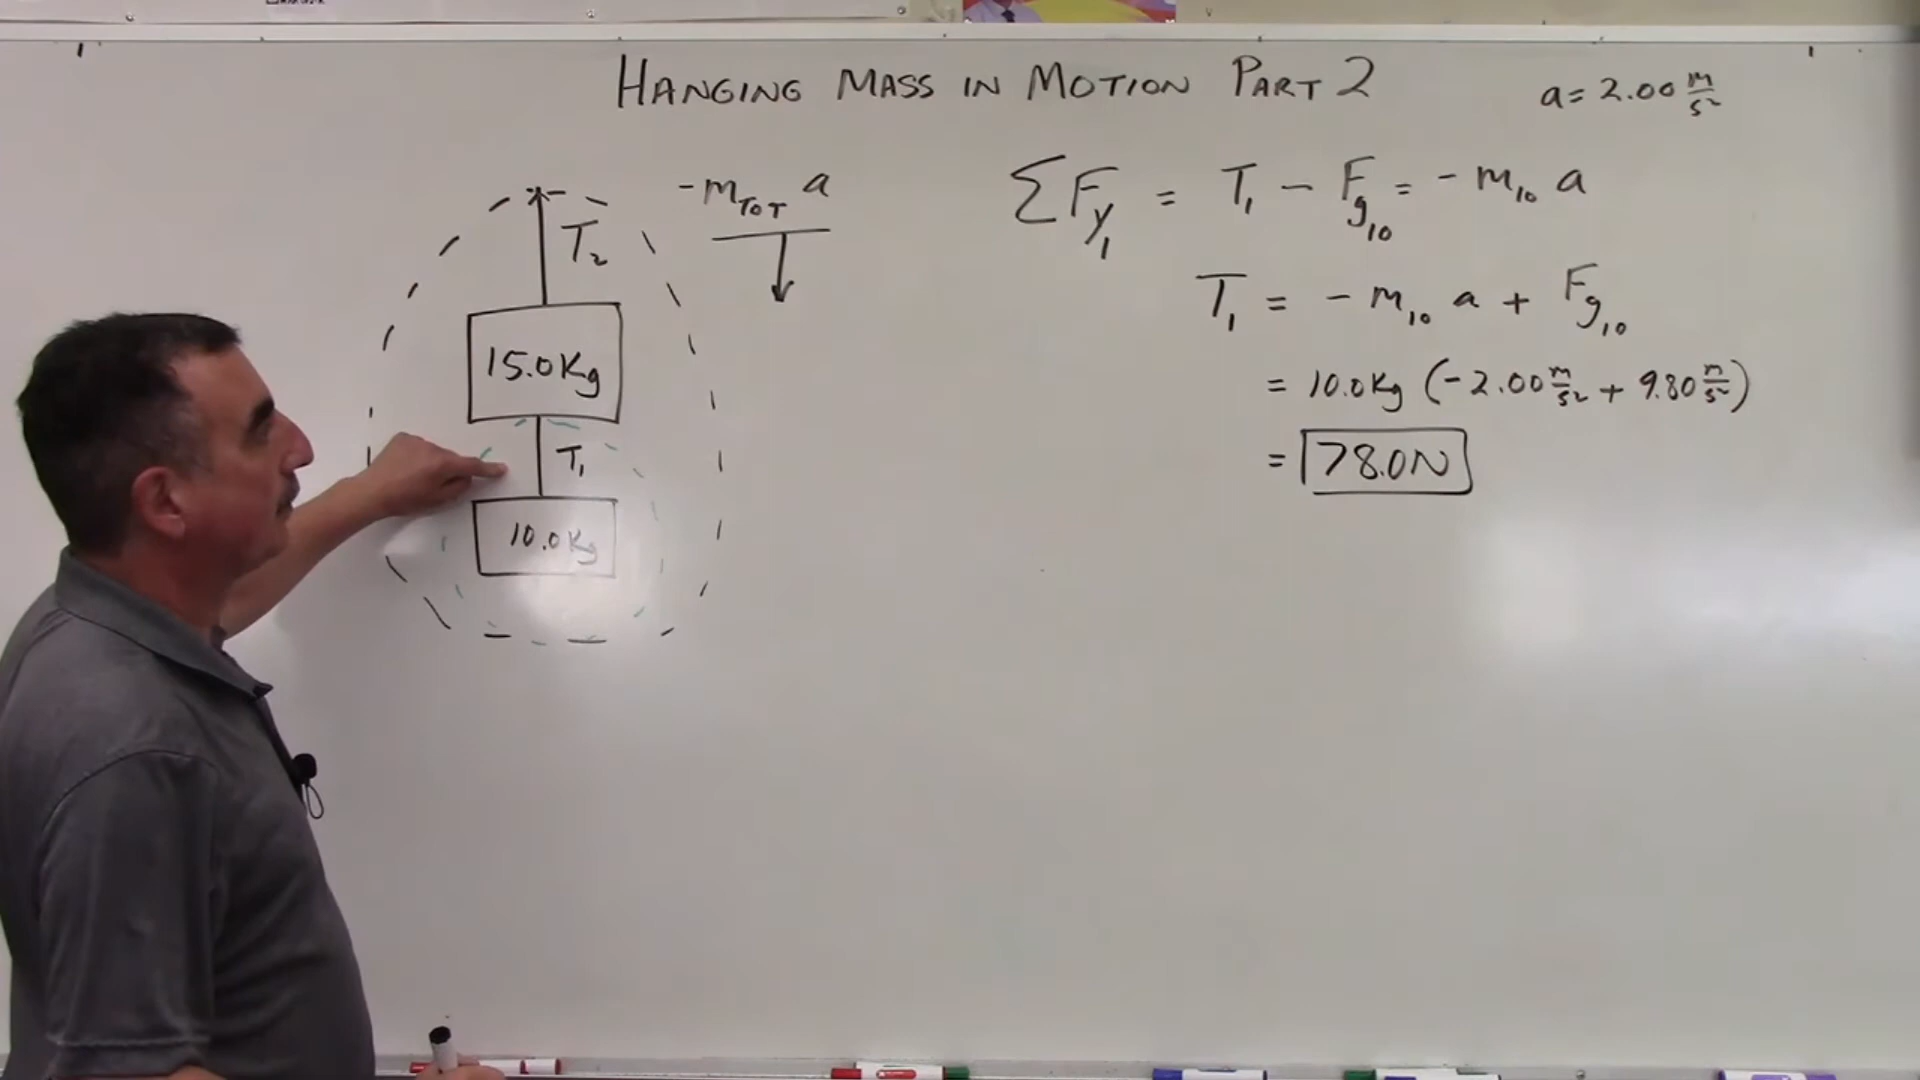 HANGING MASS IN MOTION PART 2
a = 2.00 m/s²
-m_TOT a
T₂
15.0 Kg
T₁
10.0 Kg
ΣF_y₁ = T₁ - F_g₁₀ = -m₁₀ a
T₁ = -m₁₀ a + F_g₁₀
= 10.0 Kg (-2.00 m/s² + 9.80 m/s²)
= 78.0 N